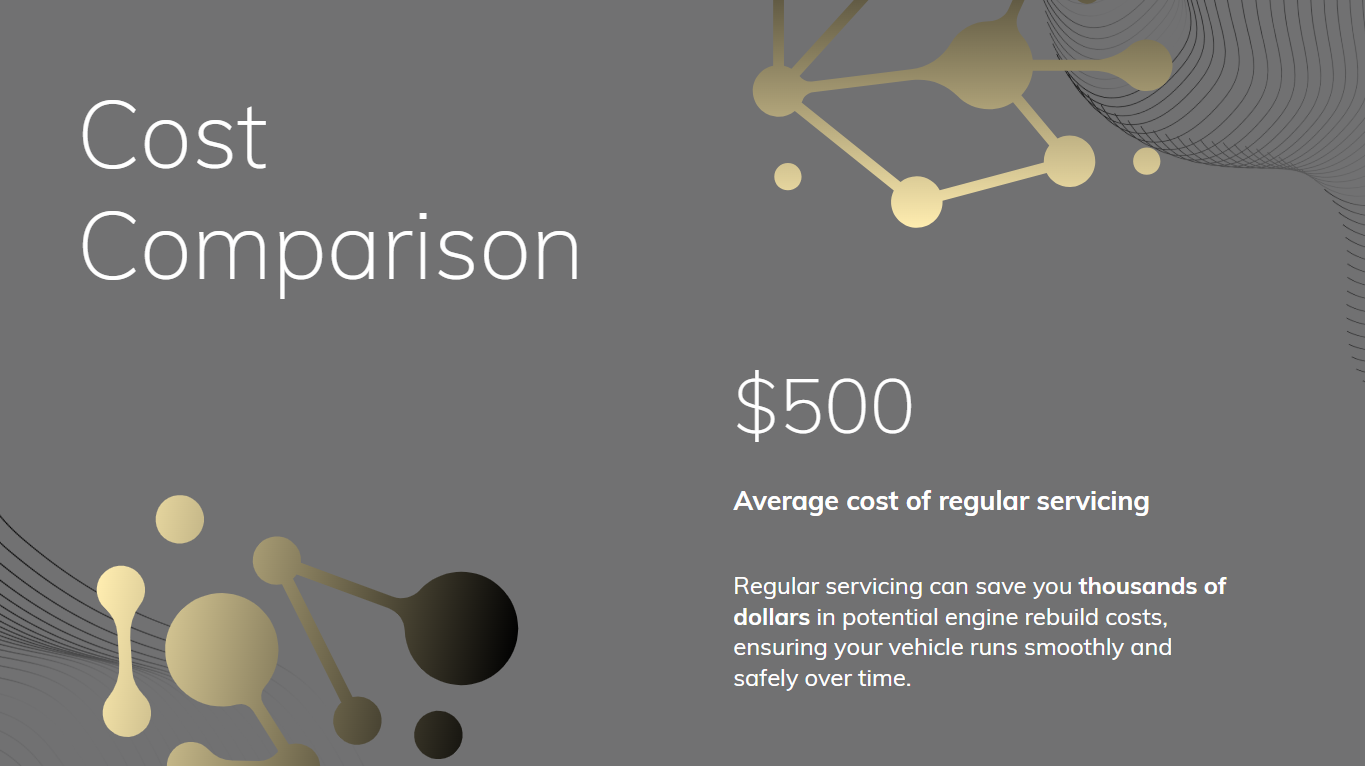 Cost
Comparison
$500
Average cost of regular servicing
Regular servicing can save you thousands of
dollars in potential engine rebuild costs,
ensuring your vehicle runs smoothly and
safely over time.